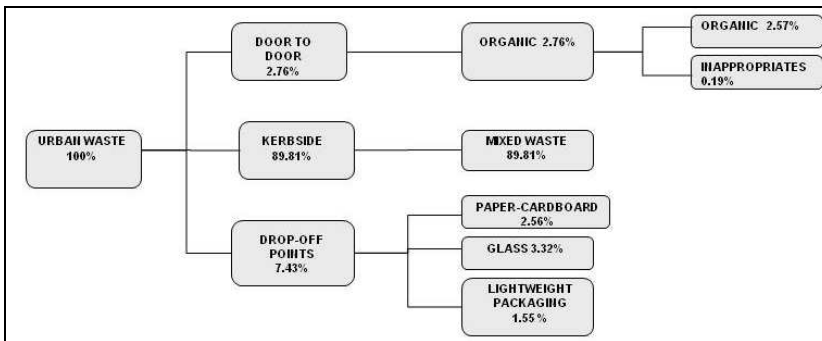 URBAN WASTE
100%
DOOR TO
DOOR
2.76%
ORGANIC 2.76%
ORGANIC 2.57%
INAPPROPRIATES
0.19%
KERBSIDE
89.81%
MIXED WASTE
89.81%
DROP-OFF
POINTS
7.43%
PAPER-CARDBOARD
2.56%
GLASS 3.32%
LIGHTWEIGHT
PACKAGING
1.55%